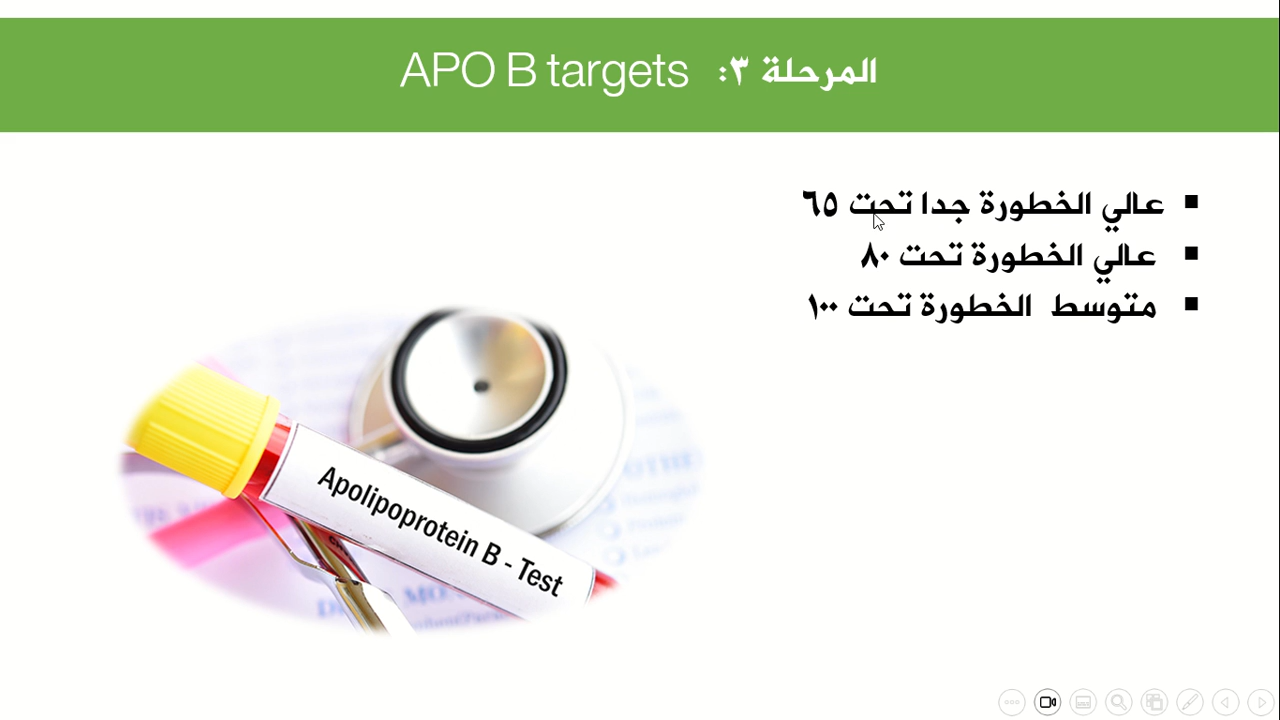 المرحلة ٣: APO B targets
▪ عالي الخطورة جدا تحت ٦٥
▪ عالي الخطورة تحت ٨٠
▪ متوسط الخطورة تحت ١٠٠
Apolipoprotein B - Test